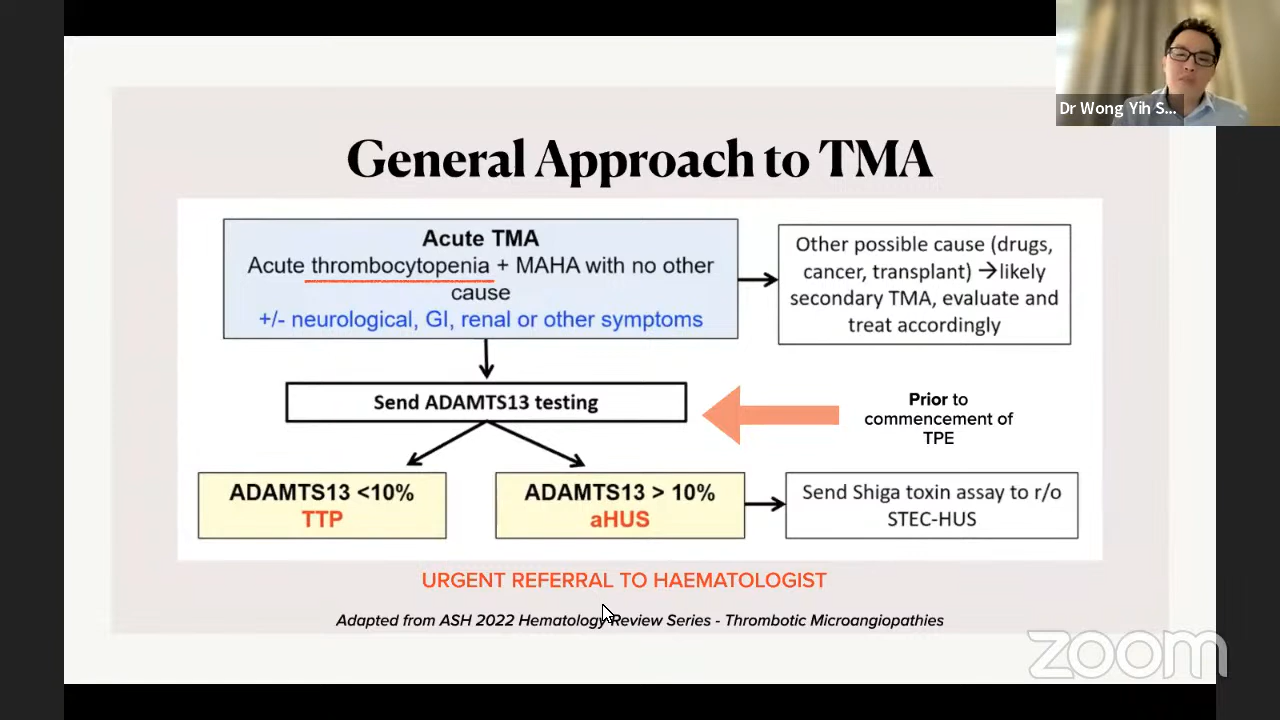 Dr Wong Yih S...
General Approach to TMA
Acute TMA
Acute thrombocytopenia + MAHA with no other
cause
+/- neurological, GI, renal or other symptoms
Other possible cause (drugs,
cancer, transplant) →likely
secondary TMA, evaluate and
treat accordingly
Send ADAMTS13 testing
Prior to
commencement of
TPE
ADAMTS13 <10%
TTP
ADAMTS13 > 10%
aHUS
Send Shiga toxin assay to r/o
STEC-HUS
URGENT REFERRAL TO HAEMATOLOGIST
Adapted from ASH 2022 Hematology Review Series - Thrombotic Microangiopathies
zoom